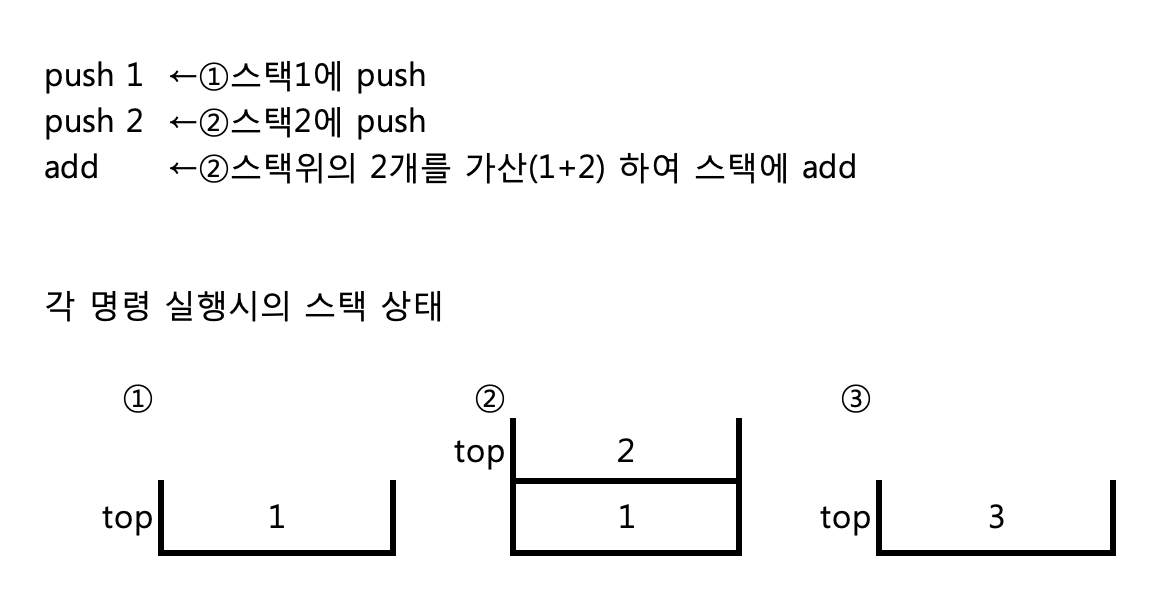 push 1 ←①스택1에 push
push 2 ←②스택2에 push
add ←②스택위의 2개를 가산(1+2) 하여 스택에 add
각 명령 실행시의 스택 상태
① ② ③
top 2
top 1 1 top 3